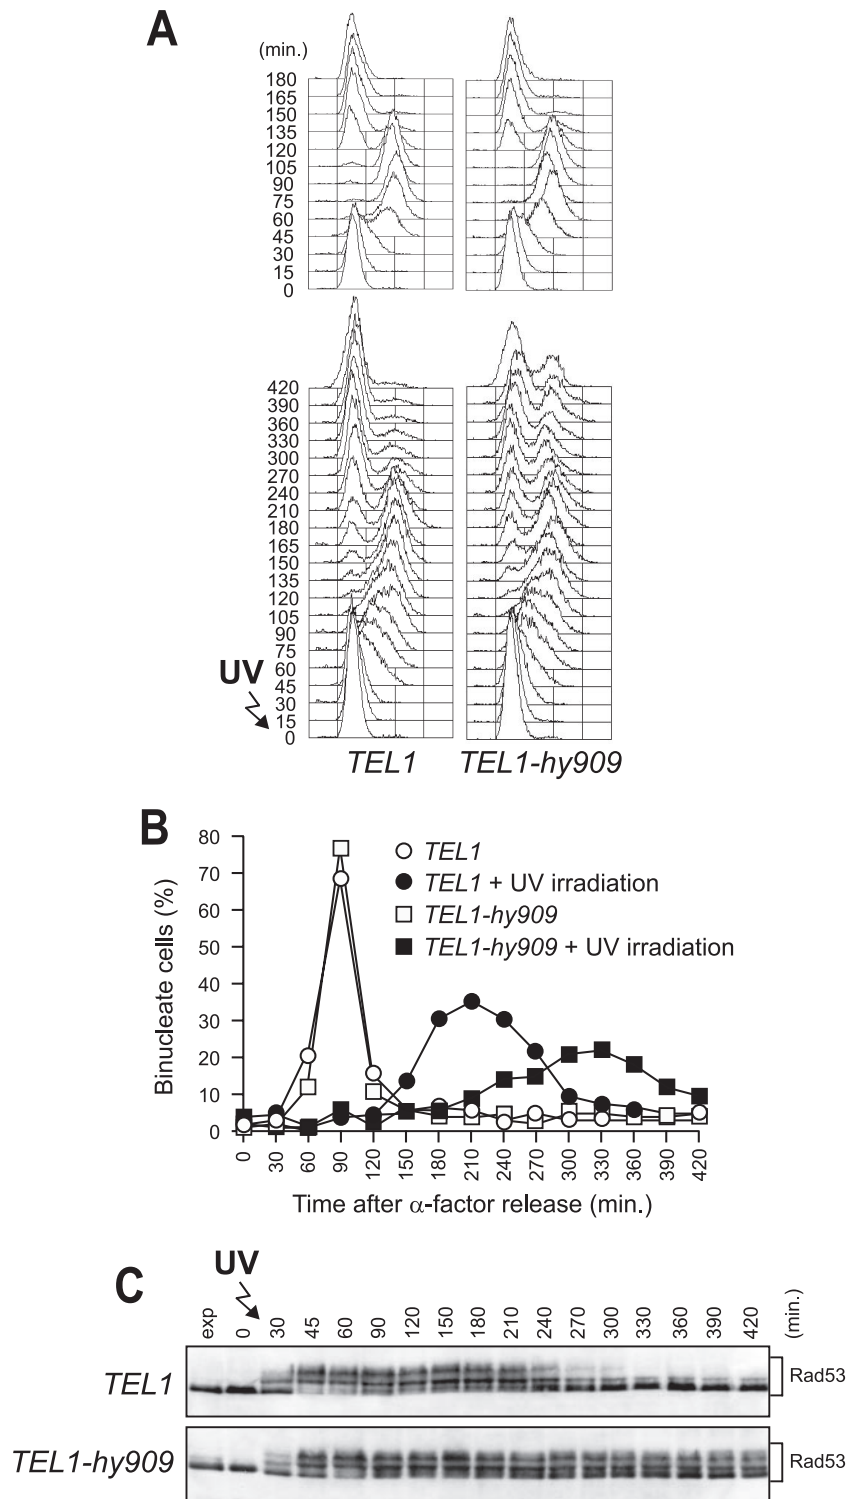 A
(min.)
180
165
150
135
120
105
90
75
60
45
30
15
0
420
390
360
330
300
270
240
210
180
165
150
135
120
105
90
75
60
45
30
15
0
UV
TEL1 TEL1-hy909
B
80
70
60
50
40
30
20
10
0
Binucleate cells (%)
TEL1
TEL1 + UV irradiation
TEL1-hy909
TEL1-hy909 + UV irradiation
0 30 60 90 120 150 180 210 240 270 300 330 360 390 420
Time after α-factor release (min.)
C
UV
exp 0 30 45 60 90 120 150 180 210 240 270 300 330 360 390 420 (min.)
TEL1 Rad53
TEL1-hy909 Rad53